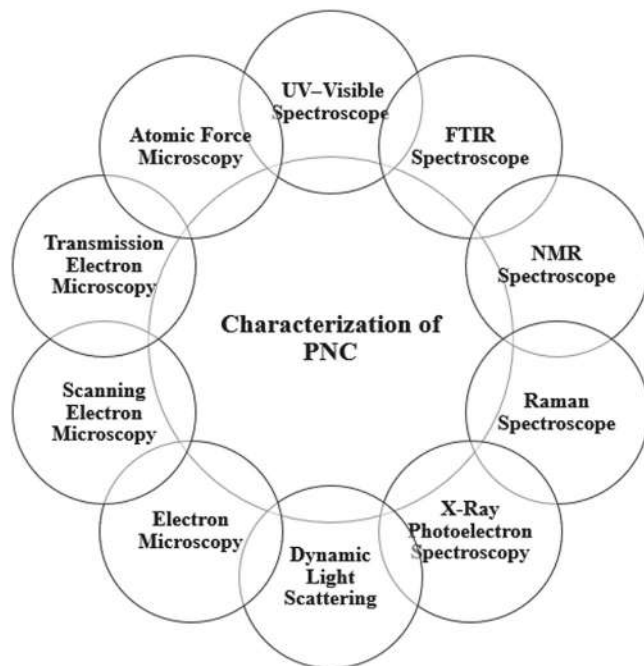 UV–Visible
Spectroscope
FTIR
Spectroscope
NMR
Spectroscope
Raman
Spectroscope
X-Ray
Photoelectron
Spectroscopy
Dynamic
Light
Scattering
Electron
Microscopy
Scanning
Electron
Microscopy
Transmission
Electron
Microscopy
Atomic Force
Microscopy
Characterization of
PNC